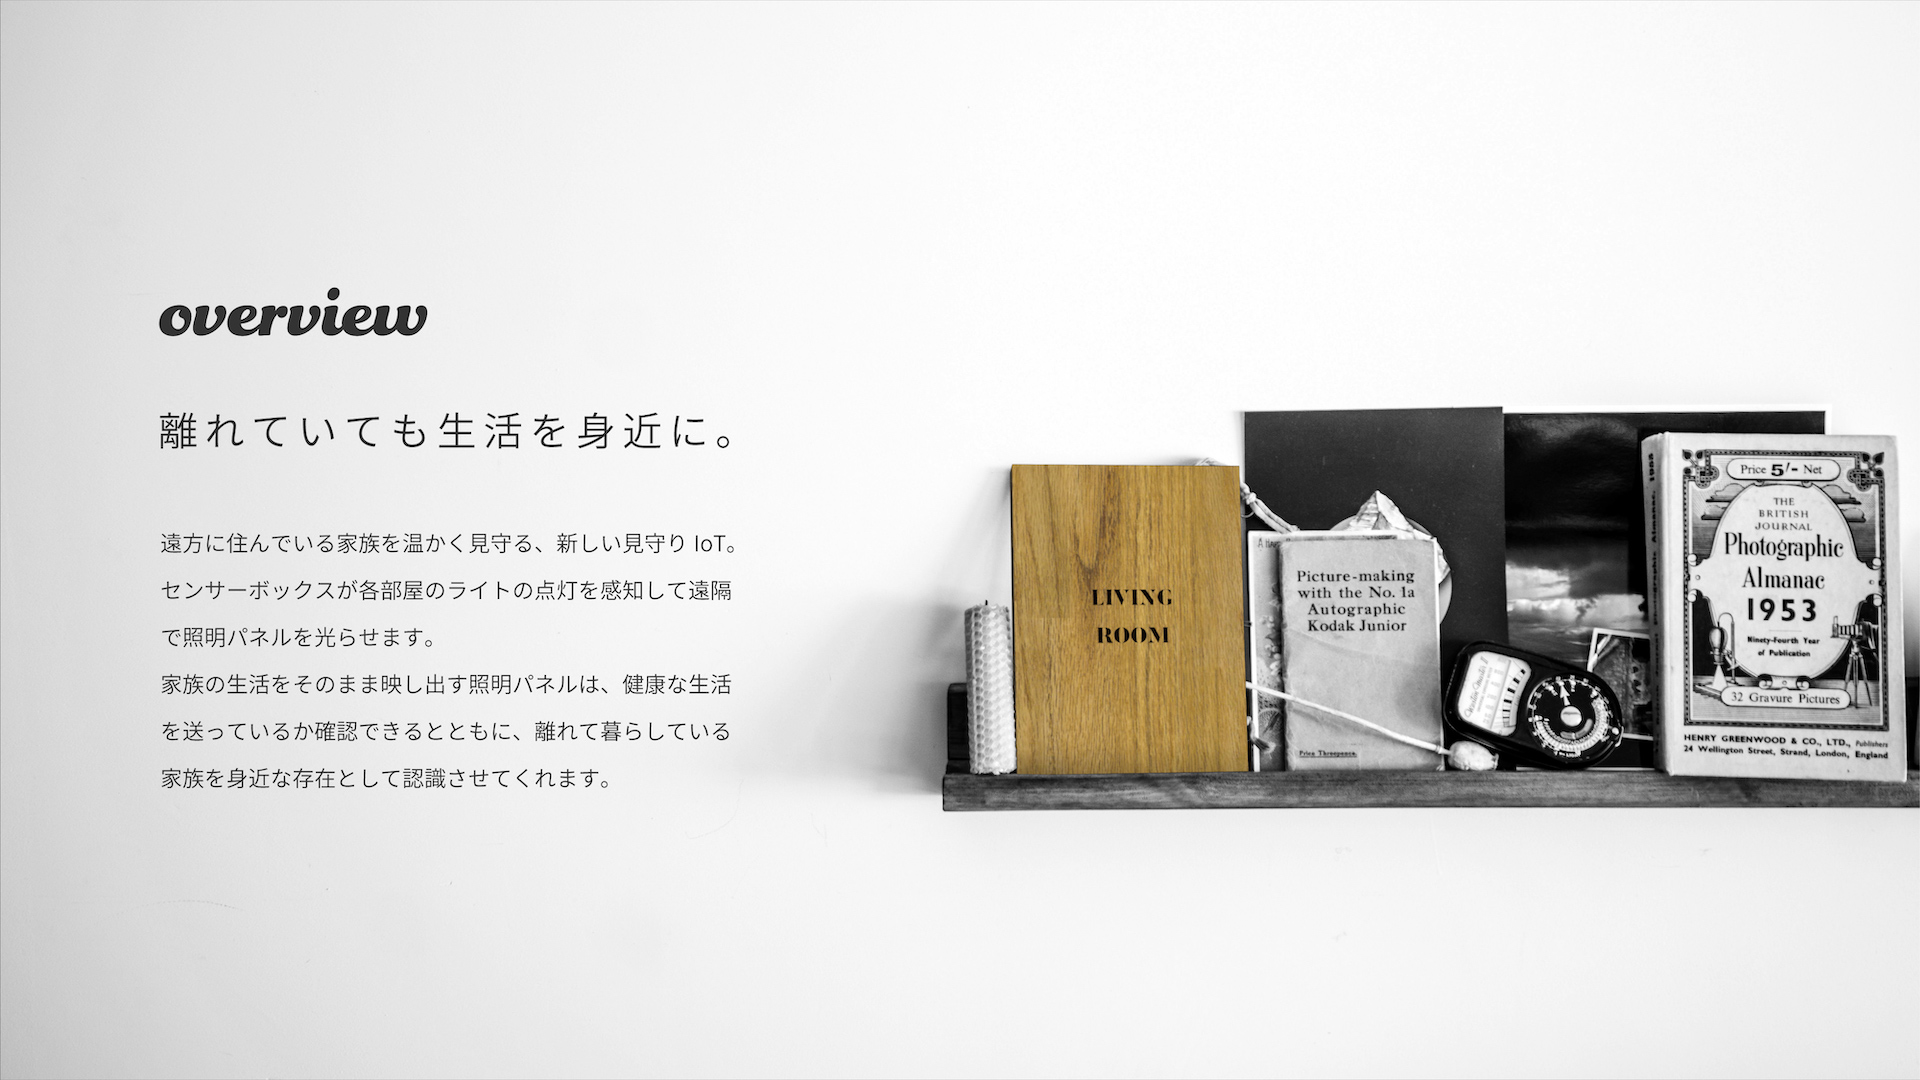 overview
離れていても生活を身近に。
遠方に住んでいる家族を温かく見守る、新しい見守り IoT。
センサーボックスが各部屋のライトの点灯を感知して遠隔
で照明パネルを光らせます。
家族の生活をそのまま映し出す照明パネルは、健康な生活
を送っているか確認できるとともに、離れて暮らしている
家族を身近な存在として認識させてくれます。
LIVING
ROOM
Picture-making
with the No. 1a
Autographic
Kodak Junior
Price Threepence.
Price 5/- Net
THE
BRITISH
JOURNAL
Photographic
Almanac
1953
Ninety-Fourth Year
of Publication
32 Gravure Pictures
HENRY GREENWOOD & CO., LTD., Publishers
24 Wellington Street, Strand, London, England